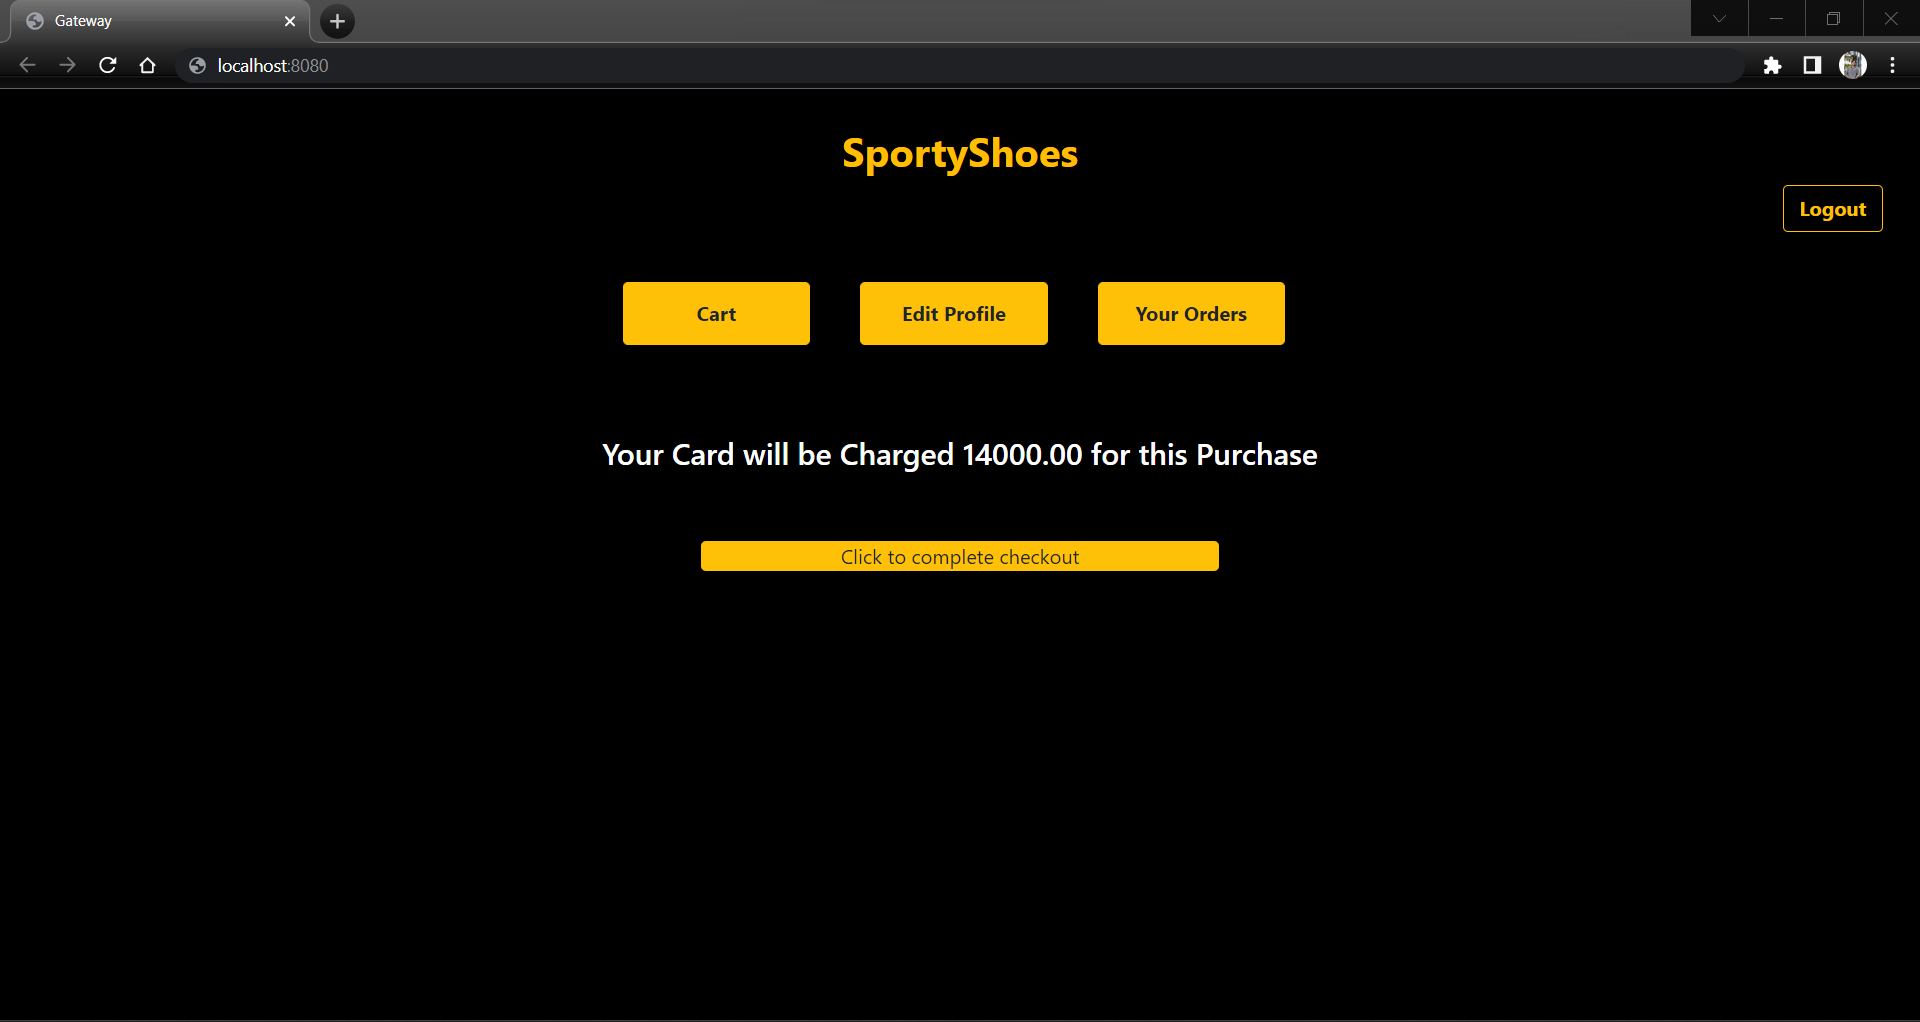 Gateway
localhost:8080
SportyShoes
Logout
Cart
Edit Profile
Your Orders
Your Card will be Charged 14000.00 for this Purchase
Click to complete checkout